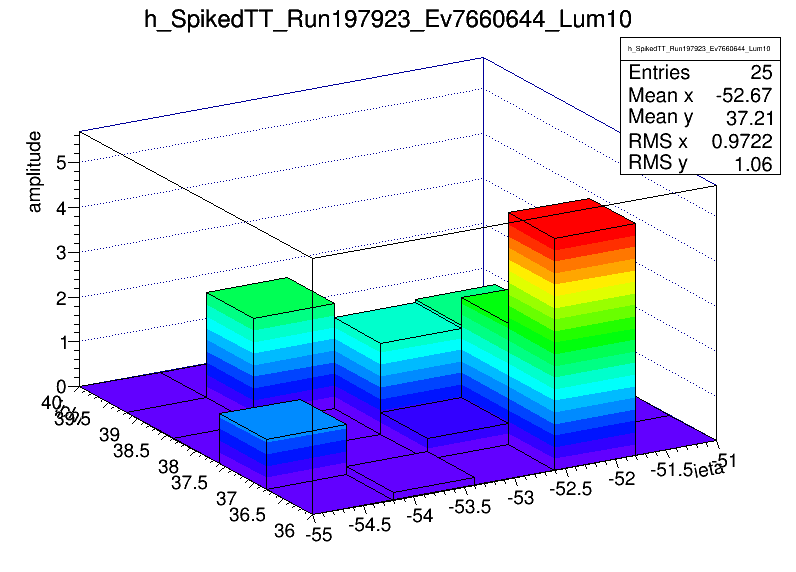 h_SpikedTT_Run197923_Ev7660644_Lum10
h_SpikedTT_Run197923_Ev7660644_Lum10
Entries 25
Mean x -52.67
Mean y 37.21
RMS x 0.9722
RMS y 1.06
amplitude
5
4
3
2
1
0
40
39.5
39
38.5
38
37.5
37
36.5
36
-55
-54.5
-54
-53.5
-53
-52.5
-52
-51.5
-51
ieta